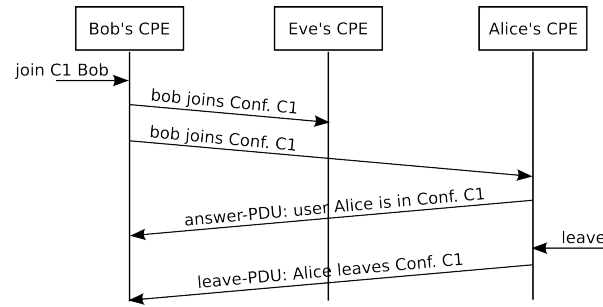 Bob's CPE
Eve's CPE
Alice's CPE
join C1 Bob
bob joins Conf. C1
bob joins Conf. C1
answer-PDU: user Alice is in Conf. C1
leave
leave-PDU: Alice leaves Conf. C1